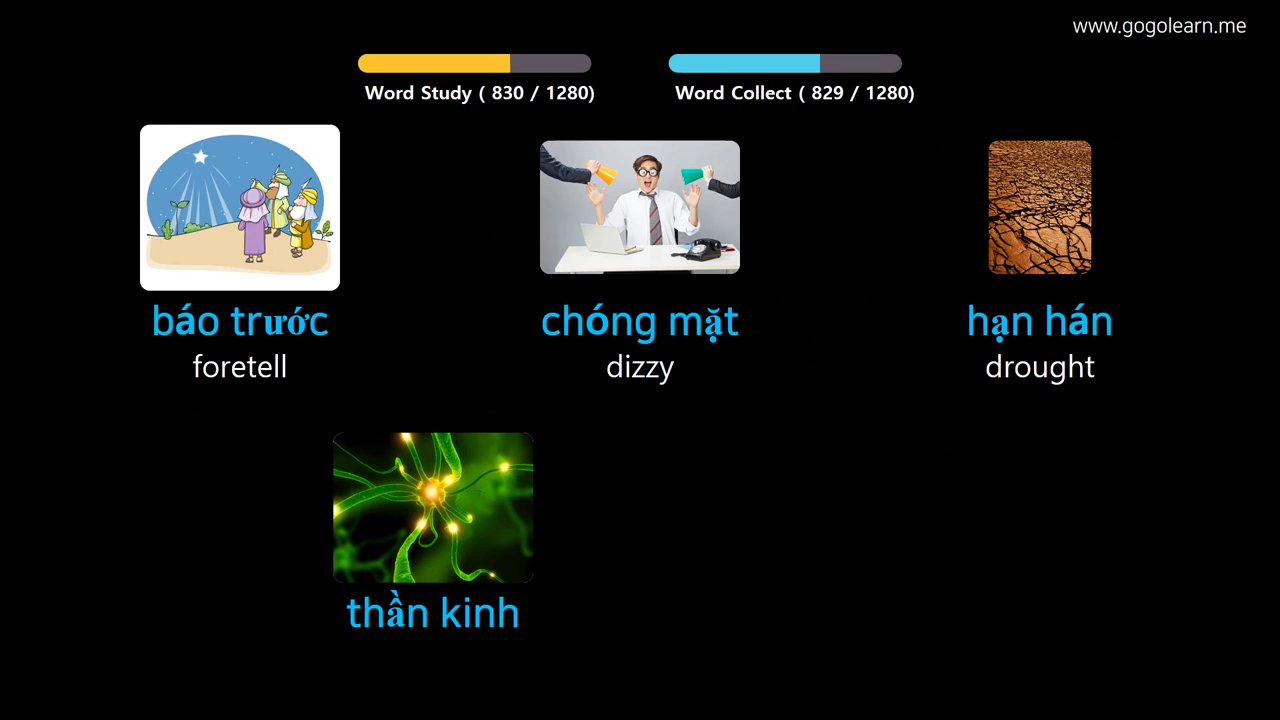 www.gogolearn.me
Word Study ( 830 / 1280)
Word Collect ( 829 / 1280)
báo trước
foretell
chóng mặt
dizzy
hạn hán
drought
thần kinh